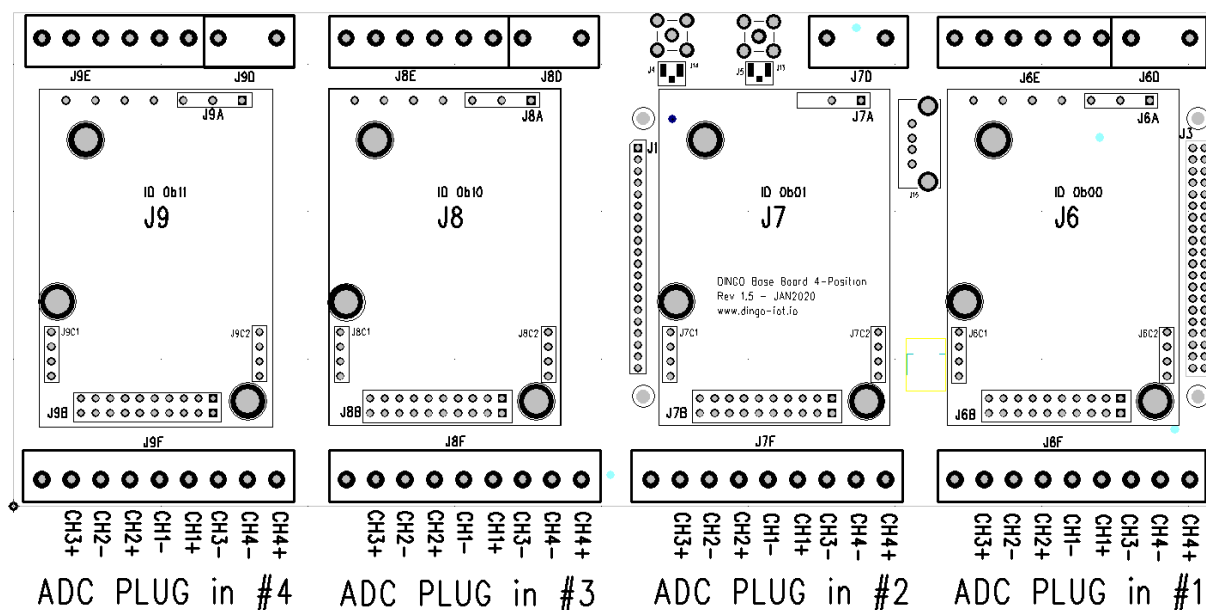 J9E J9D J8E J8D J4 J14 J5 J13 J7D J6E J6D
J9A J8A J7A J6A
J1 J3
J15
ID 0b11 ID 0b10 ID 0b01 ID 0b00
J9 J8 J7 J6
DINGO Base Board 4-Position
Rev 1.5 - JAN2020
www.dingo-iot.io
J9C1 J9C2 J8C1 J8C2 J7C1 J7C2 J6C1 J6C2
J9B J8B J7B J6B
J9F J8F J7F J6F
CH3+ CH2- CH2+ CH1- CH1+ CH3- CH4- CH4+ CH3+ CH2- CH2+ CH1- CH1+ CH3- CH4- CH4+ CH3+ CH2- CH2+ CH1- CH1+ CH3- CH4- CH4+ CH3+ CH2- CH2+ CH1- CH1+ CH3- CH4- CH4+
ADC PLUG in #4 ADC PLUG in #3 ADC PLUG in #2 ADC PLUG in #1